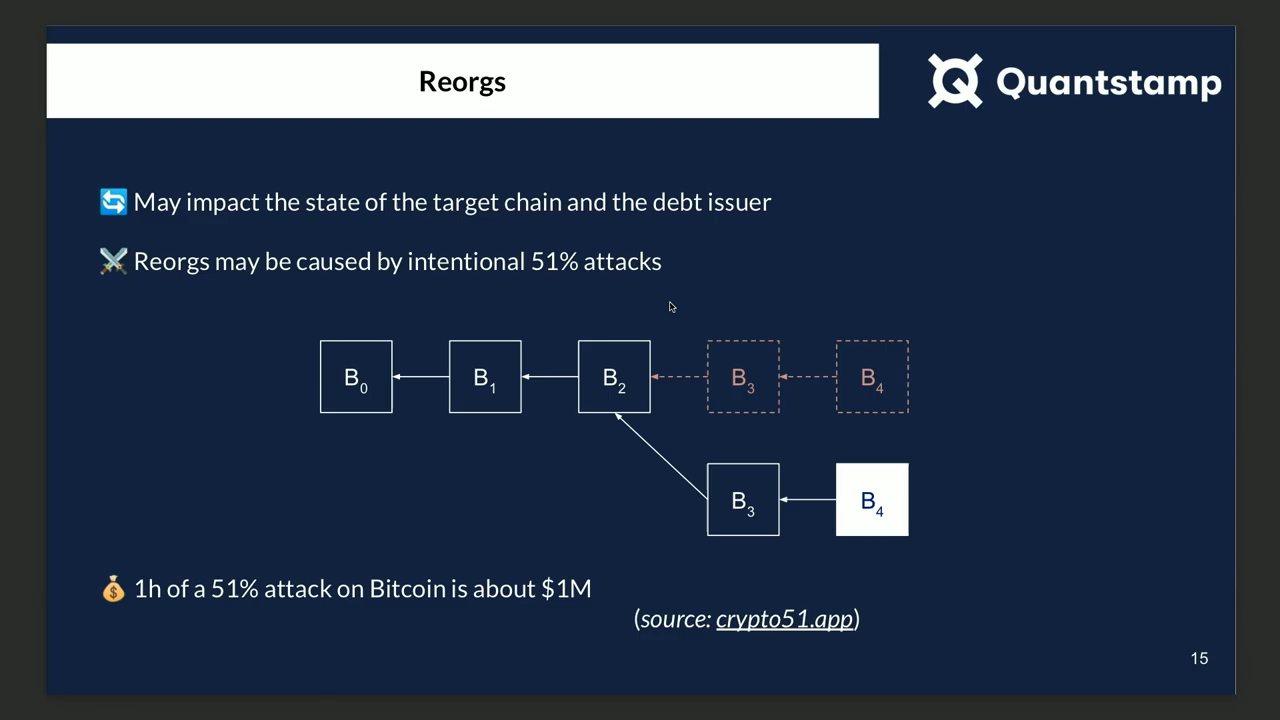 Reorgs
Quantstamp
🔄 May impact the state of the target chain and the debt issuer
⚔️ Reorgs may be caused by intentional 51% attacks
B0 B1 B2 B3 B4
B3 B4
💰 1h of a 51% attack on Bitcoin is about $1M
(source: crypto51.app)
15